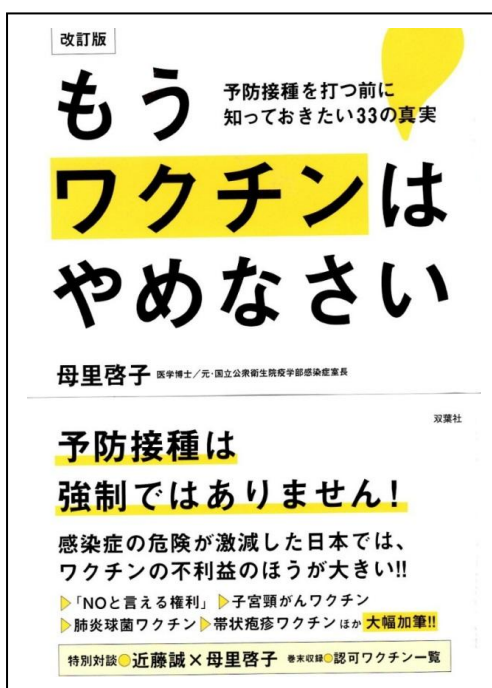 改訂版
もう
予防接種を打つ前に
知っておきたい33の真実
ワクチンは
やめなさい
母里啓子 医学博士/元・国立公衆衛生院疫学部感染症室長
双葉社
予防接種は
強制ではありません!
感染症の危険が激減した日本では、
ワクチンの不利益のほうが大きい!!
▷「NOと言える権利」▷子宮頸がんワクチン
▷肺炎球菌ワクチン▷帯状疱疹ワクチン ほか 大幅加筆!!
特別対談●近藤誠×母里啓子 巻末収録●認可ワクチン一覧